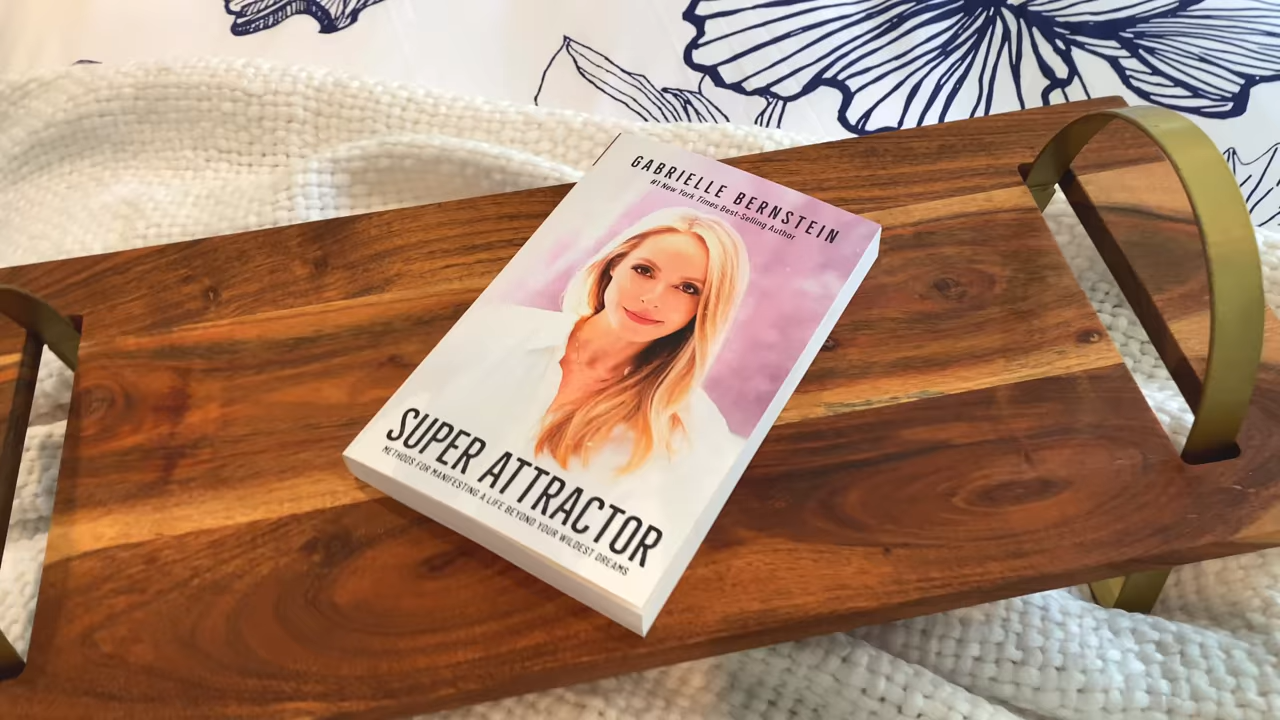 GABRIELLE BERNSTEIN
#1 New York Times Best-Selling Author
SUPER ATTRACTOR
METHODS FOR MANIFESTING A LIFE BEYOND YOUR WILDEST DREAMS